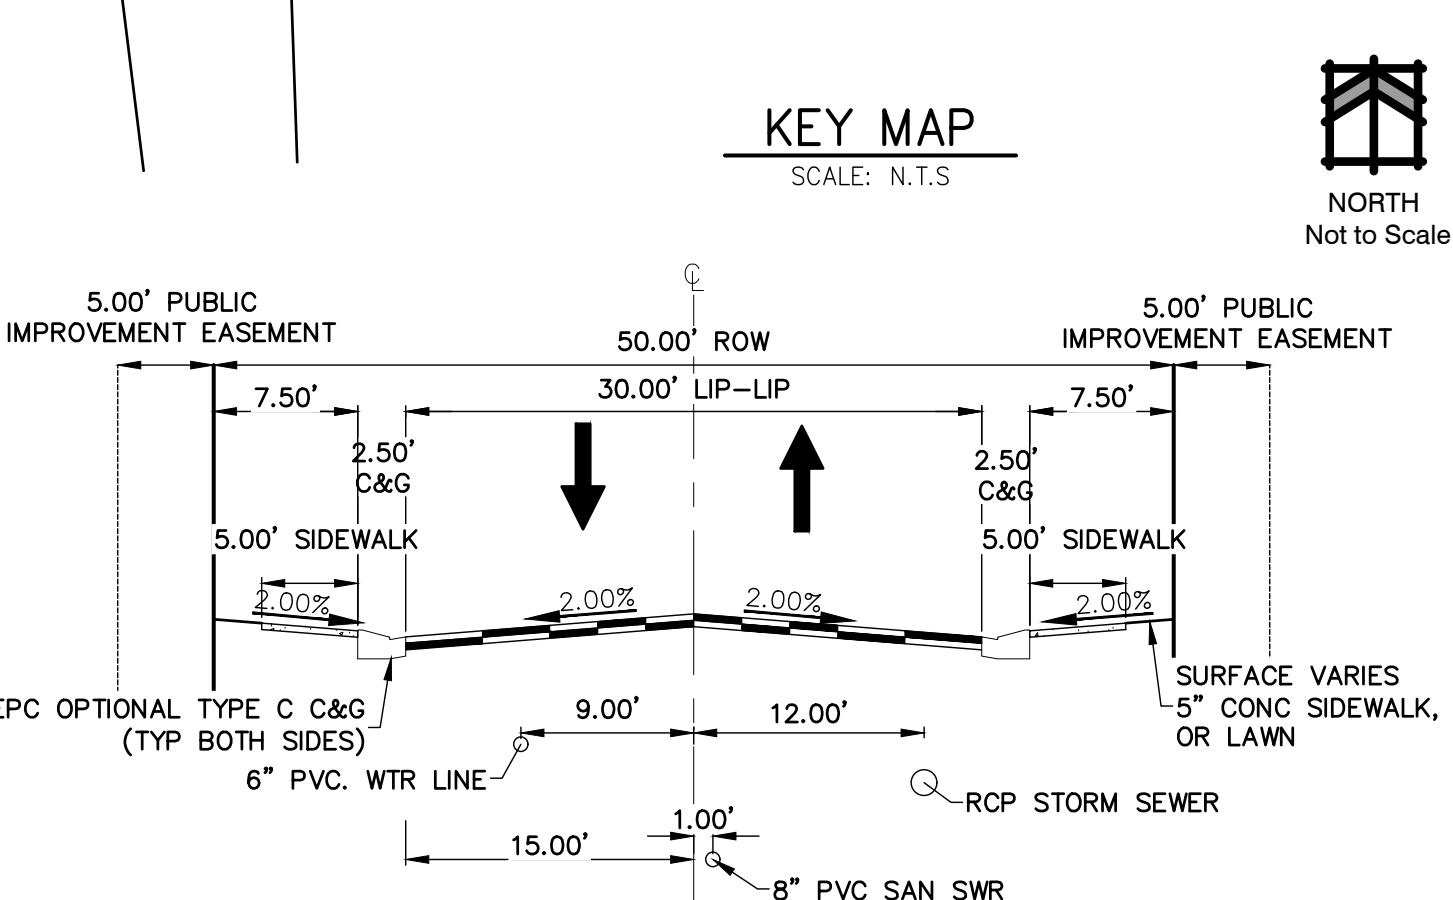 KEY MAP
SCALE: N.T.S
NORTH
Not to Scale
℄
5.00' PUBLIC
IMPROVEMENT EASEMENT
50.00' ROW
5.00' PUBLIC
IMPROVEMENT EASEMENT
7.50'
30.00' LIP-LIP
7.50'
2.50'
C&G
2.50'
C&G
5.00' SIDEWALK
5.00' SIDEWALK
2.00%
2.00%
2.00%
2.00%
EPC OPTIONAL TYPE C C&G
(TYP BOTH SIDES)
9.00'
12.00'
SURFACE VARIES
5" CONC SIDEWALK,
OR LAWN
6" PVC. WTR LINE
RCP STORM SEWER
1.00'
15.00'
8" PVC SAN SWR